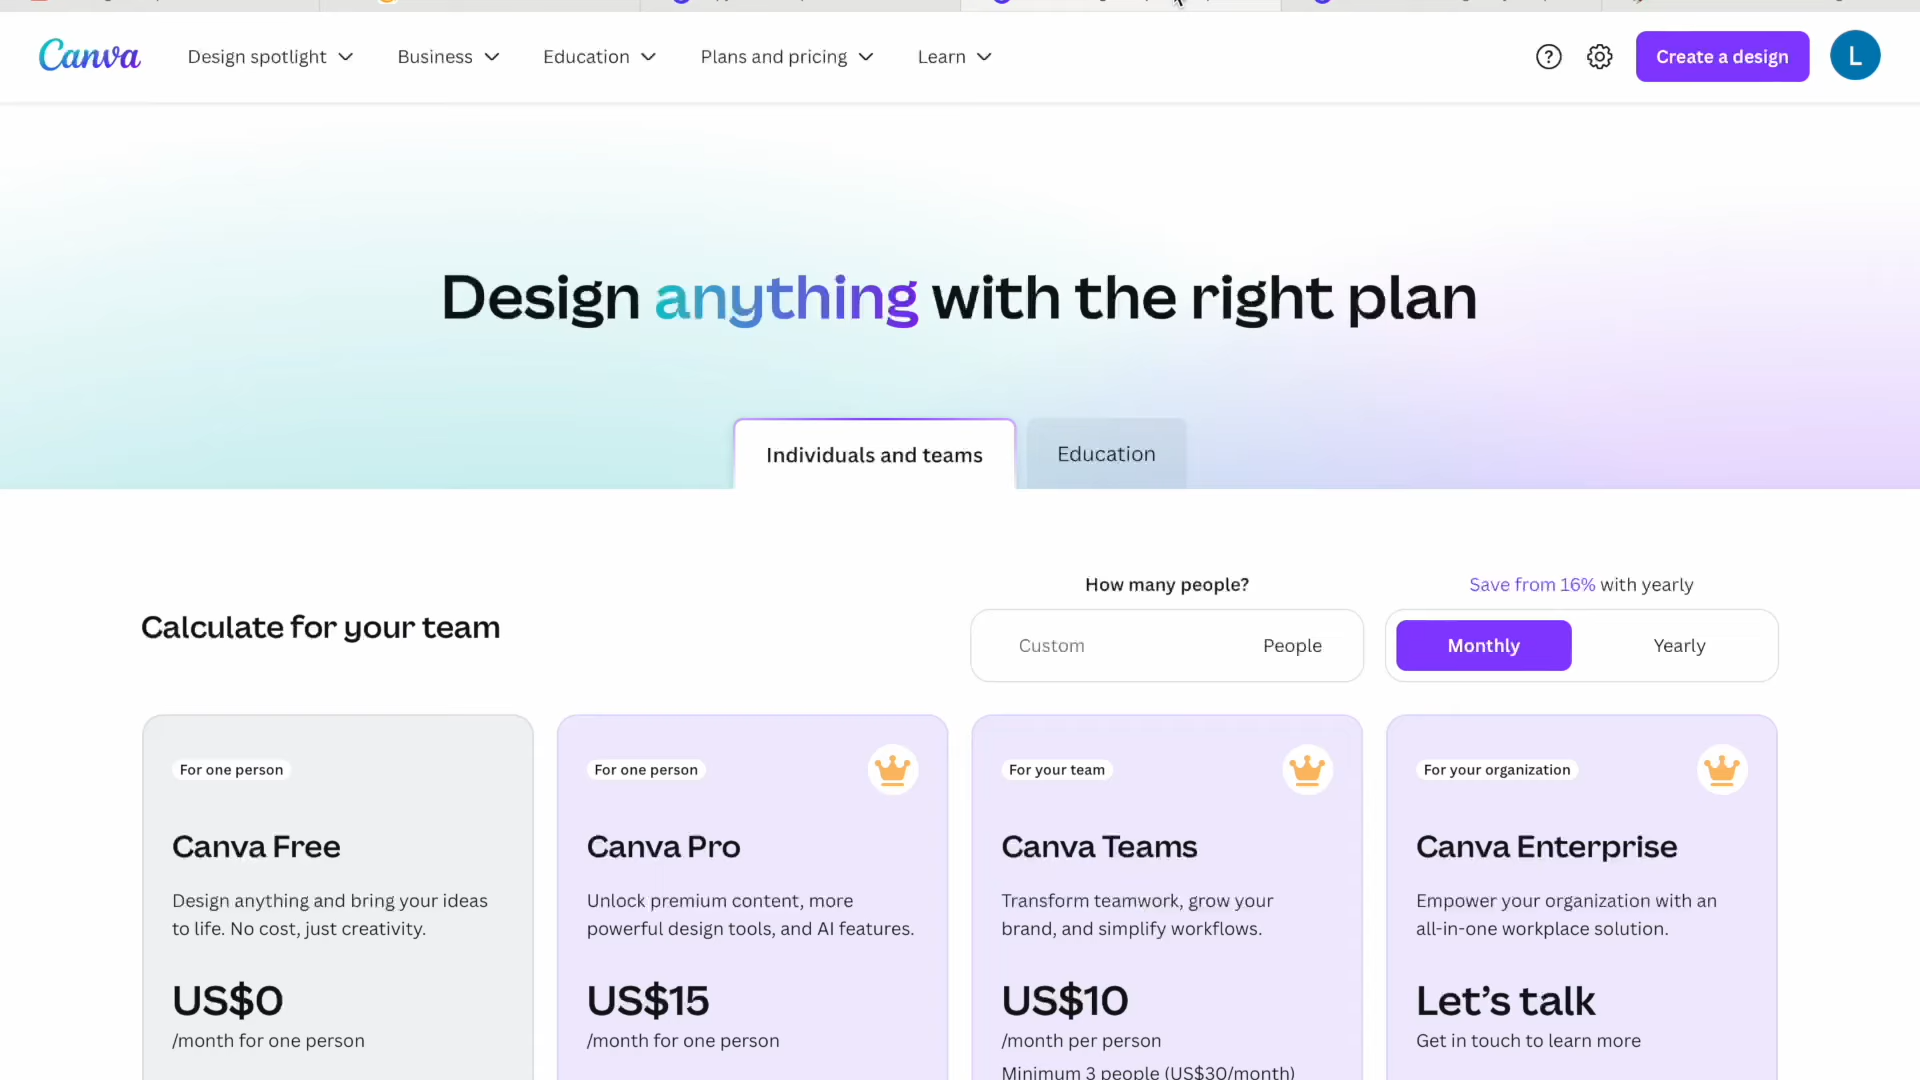 Canva
Design spotlight
Business
Education
Plans and pricing
Learn
?
Create a design
L
Design anything with the right plan
Individuals and teams
Education
How many people?
Save from 16% with yearly
Calculate for your team
Custom
People
Monthly
Yearly
For one person
Canva Free
Design anything and bring your ideas
to life. No cost, just creativity.
US$0
/month for one person
For one person
Canva Pro
Unlock premium content, more
powerful design tools, and AI features.
US$15
/month for one person
For your team
Canva Teams
Transform teamwork, grow your
brand, and simplify workflows.
US$10
/month per person
Minimum 3 people (US$30/month)
For your organization
Canva Enterprise
Empower your organization with an
all-in-one workplace solution.
Let's talk
Get in touch to learn more